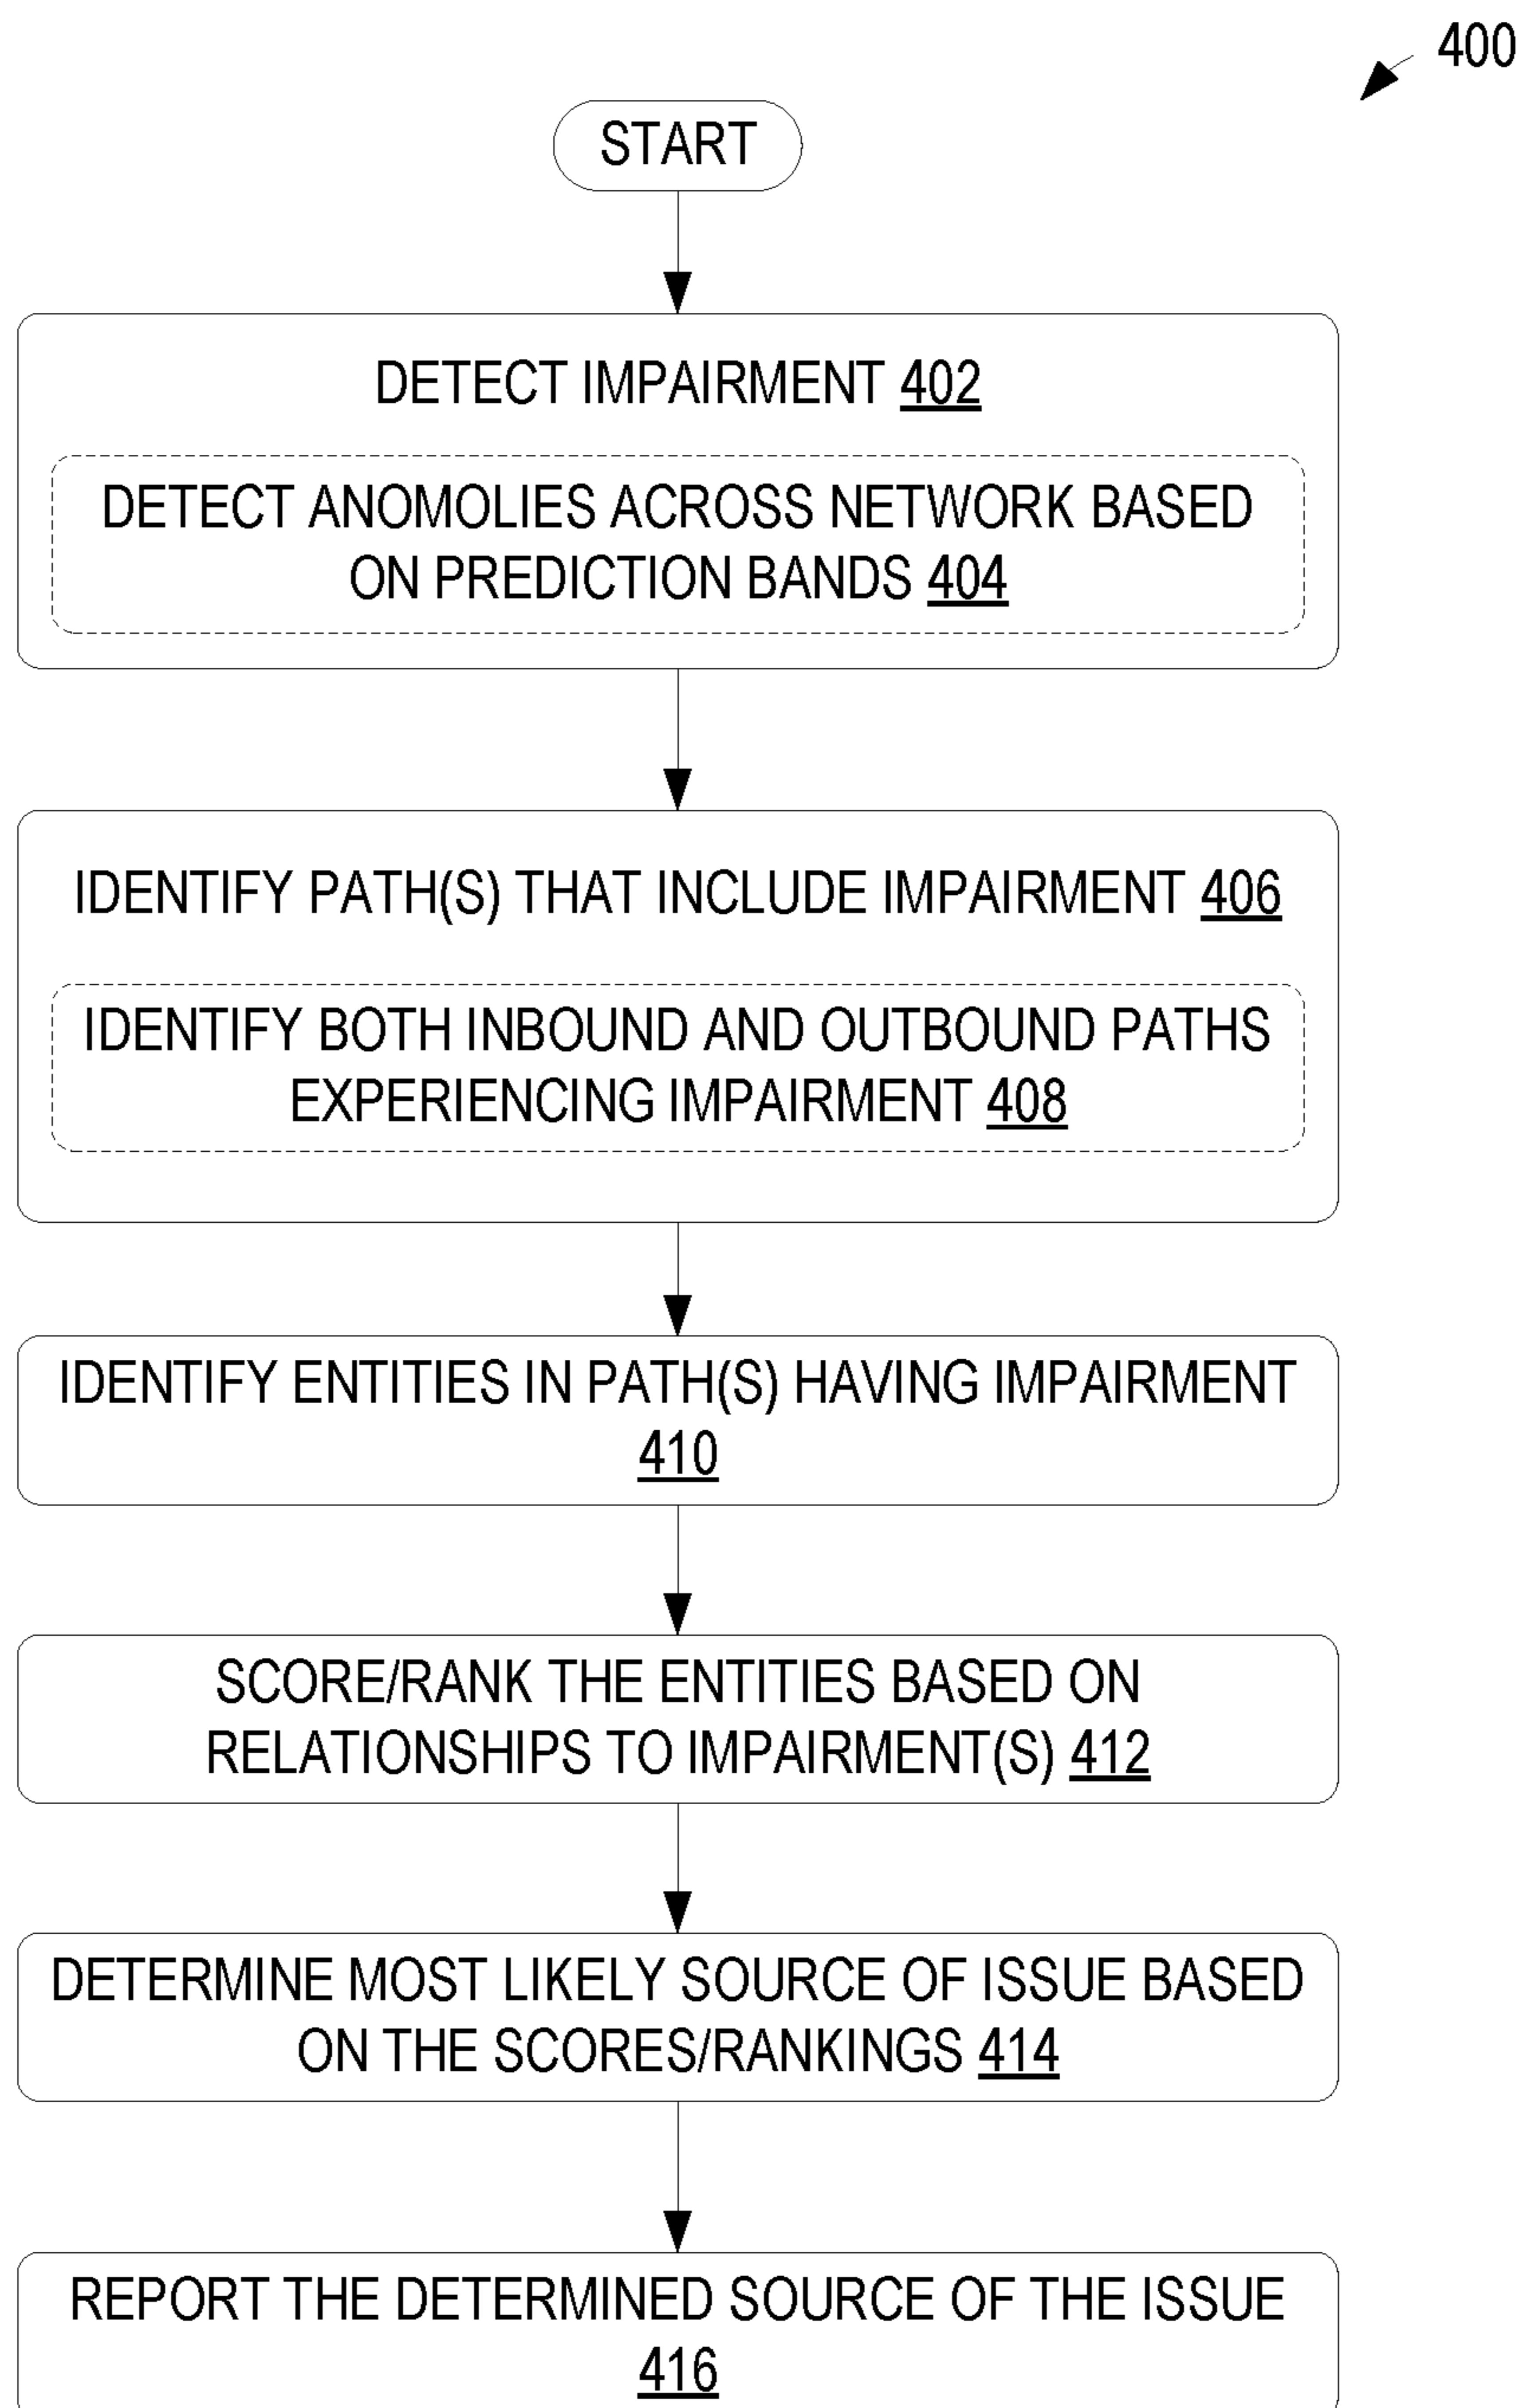 400
START
DETECT IMPAIRMENT 402
DETECT ANOMOLIES ACROSS NETWORK BASED
ON PREDICTION BANDS 404
IDENTIFY PATH(S) THAT INCLUDE IMPAIRMENT 406
IDENTIFY BOTH INBOUND AND OUTBOUND PATHS
EXPERIENCING IMPAIRMENT 408
IDENTIFY ENTITIES IN PATH(S) HAVING IMPAIRMENT
410
SCORE/RANK THE ENTITIES BASED ON
RELATIONSHIPS TO IMPAIRMENT(S) 412
DETERMINE MOST LIKELY SOURCE OF ISSUE BASED
ON THE SCORES/RANKINGS 414
REPORT THE DETERMINED SOURCE OF THE ISSUE
416